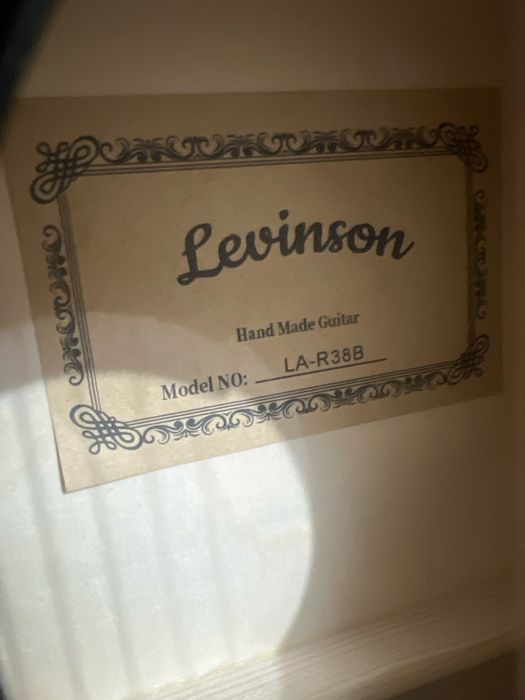 Levinson
Hand Made Guitar
Model NO: LA-R38B